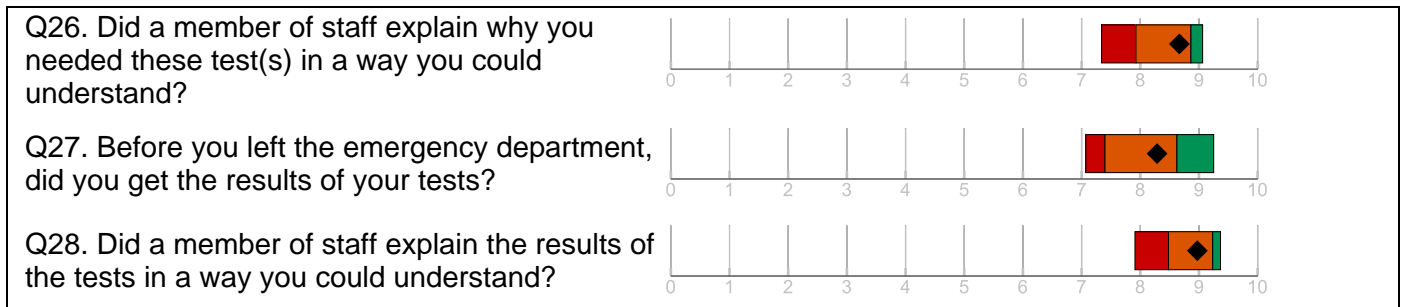 Q26. Did a member of staff explain why you
needed these test(s) in a way you could
understand?
0 1 2 3 4 5 6 7 8 9 10
Q27. Before you left the emergency department,
did you get the results of your tests?
0 1 2 3 4 5 6 7 8 9 10
Q28. Did a member of staff explain the results of
the tests in a way you could understand?
0 1 2 3 4 5 6 7 8 9 10